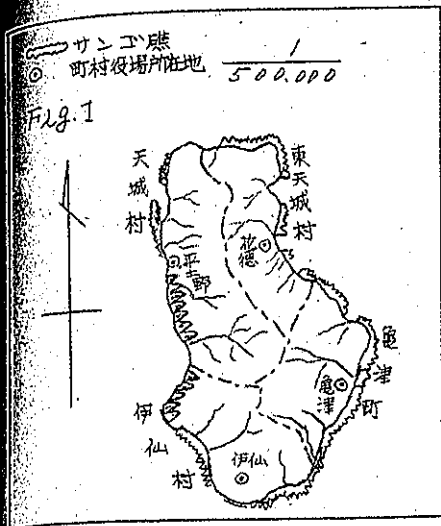 サンゴ礁
町村役場所在地
1
500.000
Fig.1
天城村
東天城村
花徳
平土野
亀津町
亀津
伊仙村
伊仙